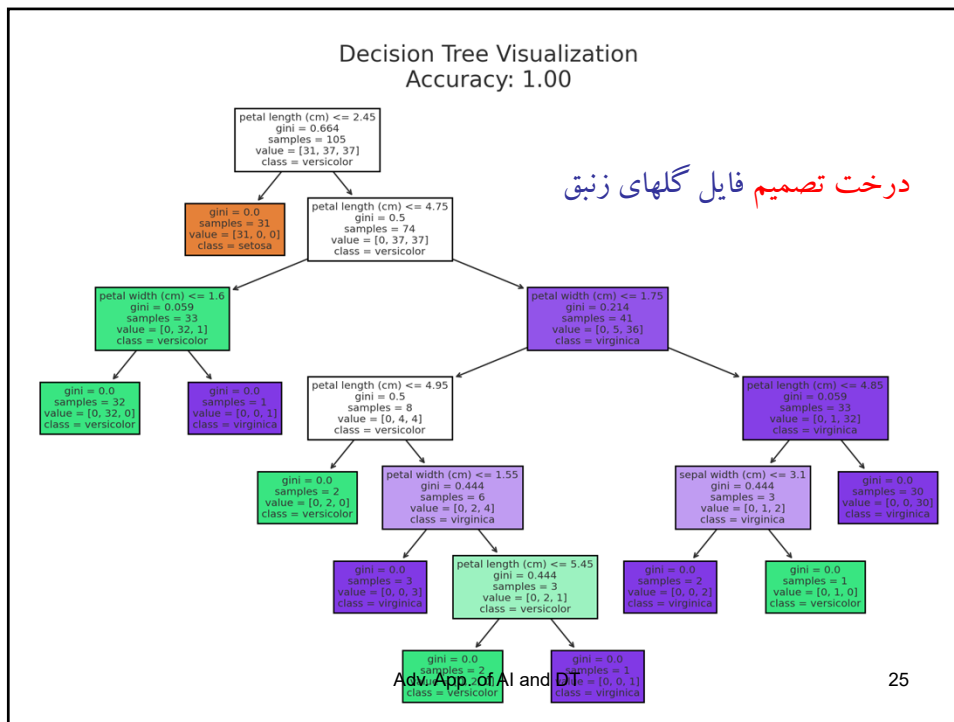 Decision Tree Visualization
Accuracy: 1.00
درخت تصمیم فایل گلهای زنبق
petal length (cm) <= 2.45
gini = 0.664
samples = 105
value = [31, 37, 37]
class = versicolor
gini = 0.0
samples = 31
value = [31, 0, 0]
class = setosa
petal length (cm) <= 4.75
gini = 0.5
samples = 74
value = [0, 37, 37]
class = versicolor
petal width (cm) <= 1.6
gini = 0.059
samples = 33
value = [0, 32, 1]
class = versicolor
petal width (cm) <= 1.75
gini = 0.214
samples = 41
value = [0, 5, 36]
class = virginica
gini = 0.0
samples = 32
value = [0, 32, 0]
class = versicolor
gini = 0.0
samples = 1
value = [0, 0, 1]
class = virginica
petal length (cm) <= 4.95
gini = 0.5
samples = 8
value = [0, 4, 4]
class = versicolor
petal length (cm) <= 4.85
gini = 0.059
samples = 33
value = [0, 1, 32]
class = virginica
gini = 0.0
samples = 2
value = [0, 2, 0]
class = versicolor
petal width (cm) <= 1.55
gini = 0.444
samples = 6
value = [0, 2, 4]
class = virginica
sepal width (cm) <= 3.1
gini = 0.444
samples = 3
value = [0, 1, 2]
class = virginica
gini = 0.0
samples = 30
value = [0, 0, 30]
class = virginica
gini = 0.0
samples = 3
value = [0, 0, 3]
class = virginica
petal length (cm) <= 5.45
gini = 0.444
samples = 3
value = [0, 2, 1]
class = versicolor
gini = 0.0
samples = 2
value = [0, 0, 2]
class = virginica
gini = 0.0
samples = 1
value = [0, 1, 0]
class = versicolor
gini = 0.0
samples = 2
class = versicolor
gini = 0.0
samples = 1
value = [0, 0, 1]
class = virginica
Adv. App. of AI and DT
25